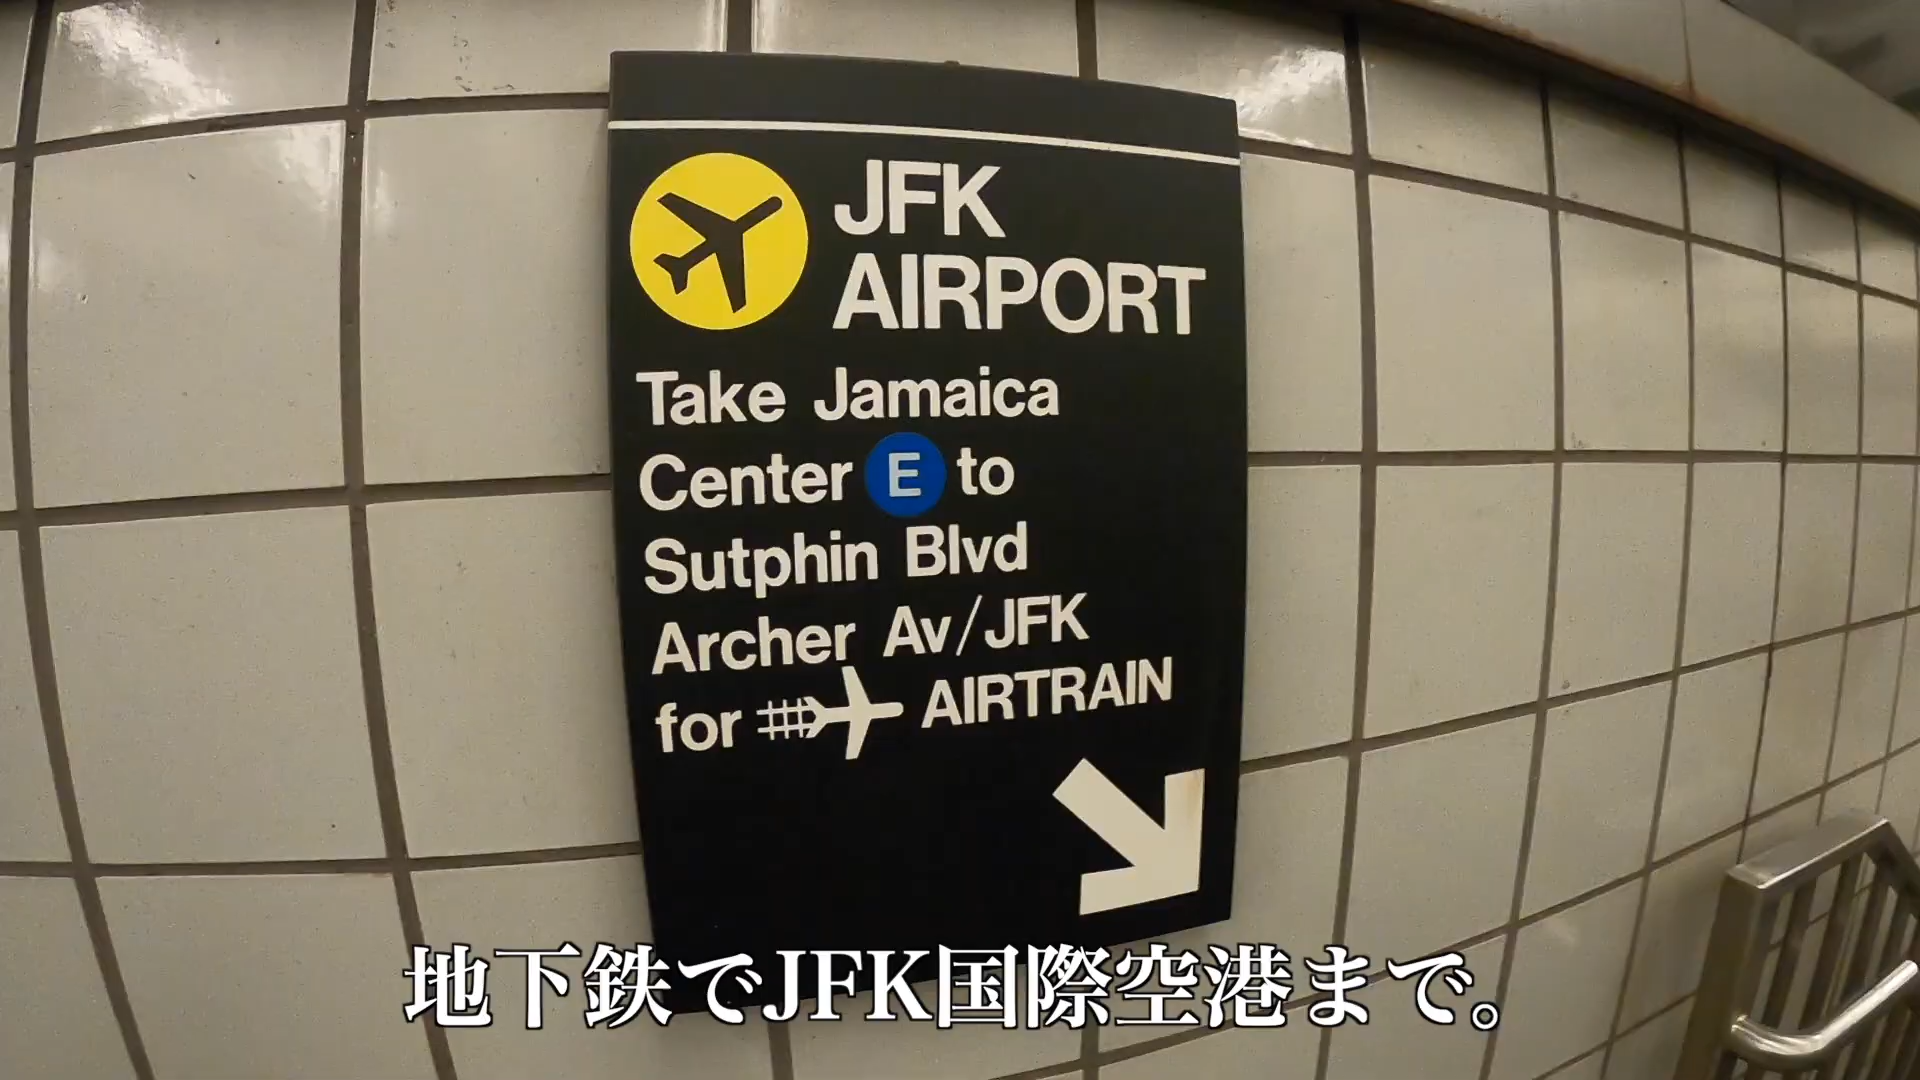 JFK
AIRPORT
Take Jamaica
Center E to
Sutphin Blvd
Archer Av/JFK
for AIRTRAIN
地下鉄でJFK国際空港まで。